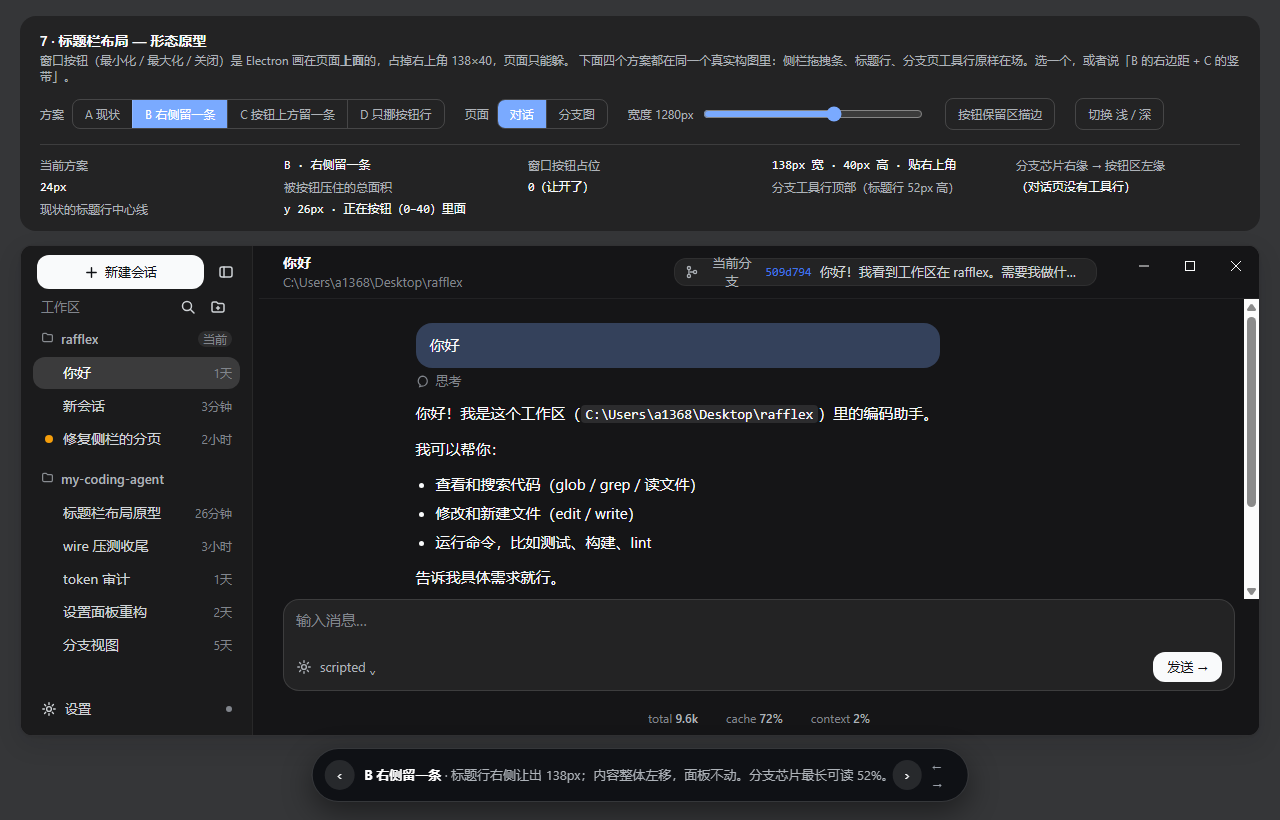 7 · 标题栏布局 — 形态原型
窗口按钮（最小化 / 最大化 / 关闭）是 Electron 画在页面上面的，占掉右上角 138×40，页面只能躲。 下面四个方案都在同一个真实构图里：侧栏拖拽条、标题行、分支页工具行原样在场。选一个，或者说「B 的右边距 + C 的竖
带」。
方案 A 现状 B 右侧留一条 C 按钮上方留一条 D 只挪按钮行 页面 对话 分支图 宽度 1280px 按钮保留区描边 切换 浅 / 深
当前方案 B · 右侧留一条 窗口按钮占位 138px 宽 · 40px 高 · 贴右上角 分支芯片右缘 → 按钮区左缘
24px 被按钮压住的总面积 0（让开了） 分支工具行顶部（标题行 52px 高） （对话页没有工具行）
现状的标题行中心线 y 26px · 正在按钮（0–40）里面
+ 新建会话
工作区
rafflex 当前
你好 1天
新会话 3分钟
修复侧栏的分页 2小时
my-coding-agent
标题栏布局原型 26分钟
wire 压测收尾 3小时
token 审计 1天
设置面板重构 2天
分支视图 5天
设置
你好
C:\Users\a1368\Desktop\rafflex
当前分
支
509d794 你好！我看到工作区在 rafflex。需要我做什...
你好
思考
你好！我是这个工作区（C:\Users\a1368\Desktop\rafflex）里的编码助手。
我可以帮你：
• 查看和搜索代码（glob / grep / 读文件）
• 修改和新建文件（edit / write）
• 运行命令，比如测试、构建、lint
告诉我具体需求就行。
输入消息...
scripted
发送 →
total 9.6k cache 72% context 2%
‹ B 右侧留一条 · 标题行右侧让出 138px；内容整体左移，面板不动。分支芯片最长可读 52%。 › ←
→